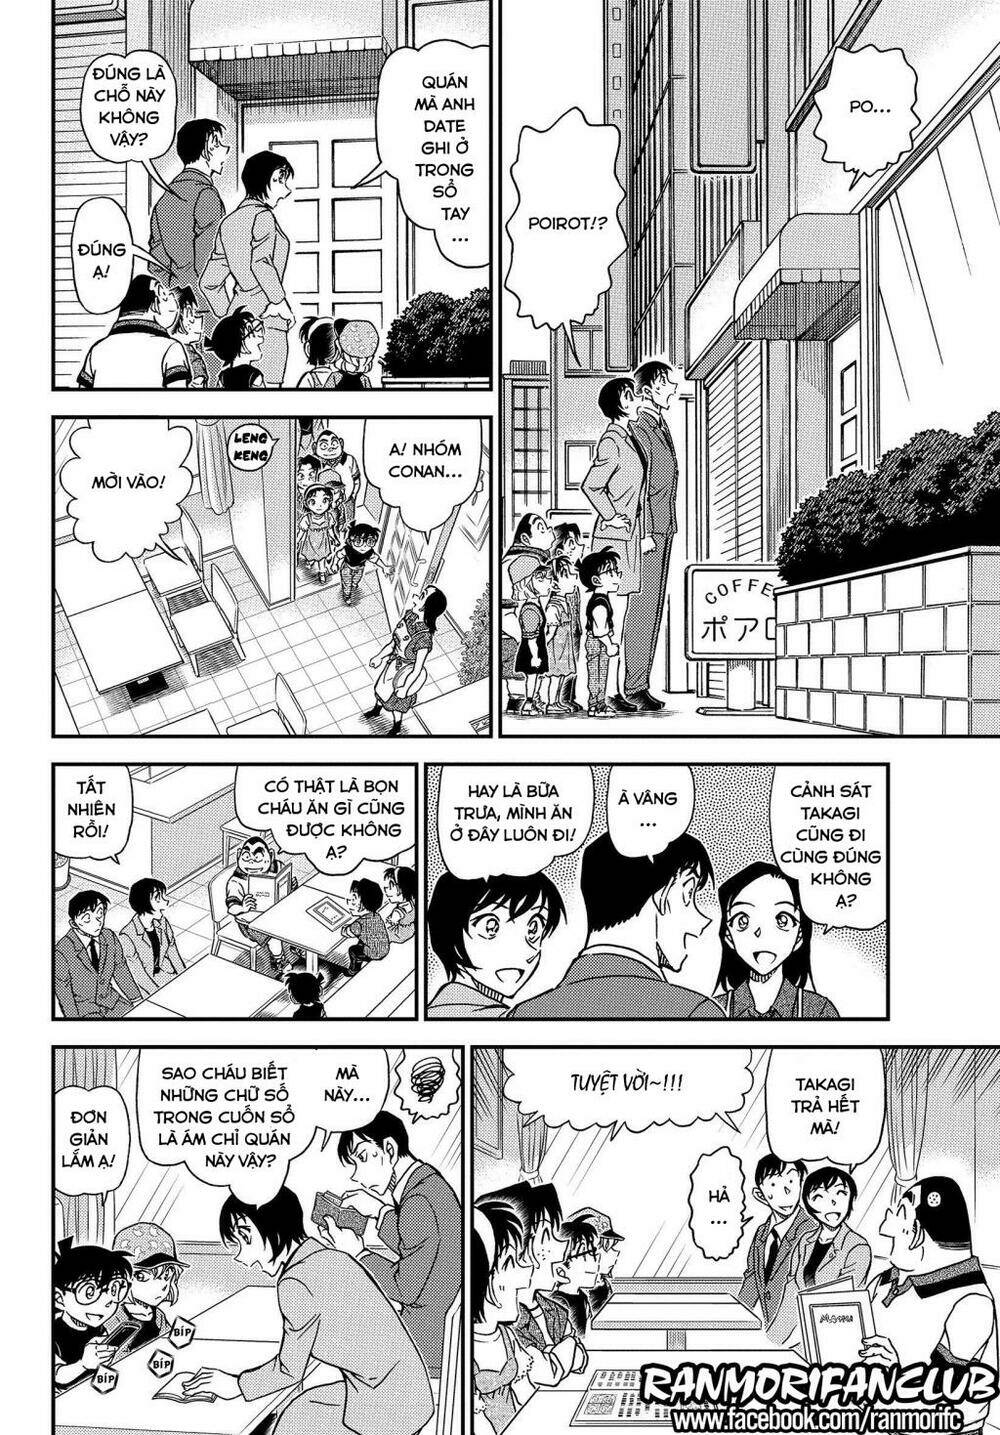 PO...
POIROT!?
COFFEE
ポアロ
QUÁN
MÀ ANH
DATE
GHI Ở
TRONG
SỔ
TAY
...
ĐÚNG LÀ
CHỖ NÀY
KHÔNG
VẬY?
ĐÚNG
Ạ!
A! NHÓM
CONAN...
LENG
KENG
MỜI VÀO!
CẢNH SÁT
TAKAGI
CŨNG ĐI
CÙNG ĐÚNG
KHÔNG
Ạ?
À VÂNG
...
HAY LÀ BỮA
TRƯA, MÌNH ĂN
Ở ĐÂY LUÔN ĐI!
CÓ THẬT LÀ BỌN
CHÁU ĂN GÌ CŨNG
ĐƯỢC KHÔNG
Ạ?
TẤT
NHIÊN
RỒI!
TAKAGI
TRẢ HẾT
MÀ!
TUYỆT VỜI~!!!
HẢ
...
MENU
MÀ
NÀY...
SAO CHÁU BIẾT
NHỮNG CHỮ SỐ
TRONG CUỐN SỔ
LÀ ÁM CHỈ QUÁN
NÀY VẬY?
ĐƠN
GIẢN
LẮM Ạ!
BÍP
BÍP
BÍP
RANMORIFANCLUB
www.facebook.com/ranmorifc